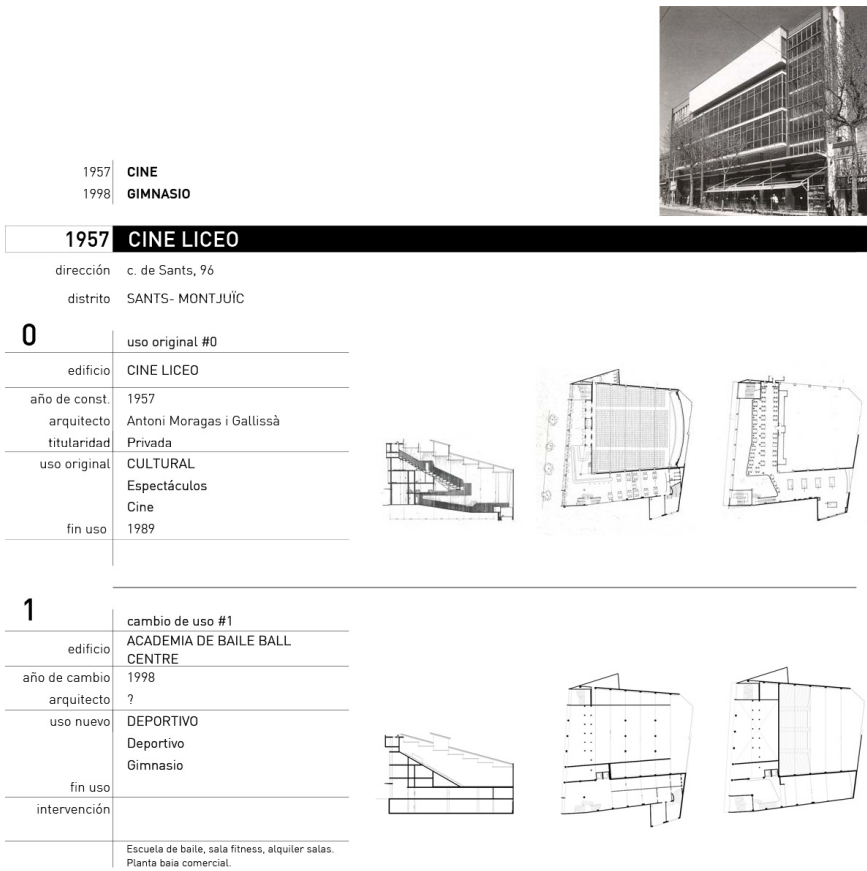 1957 CINE
1998 GIMNASIO
1957 CINE LICEO
dirección c. de Sants, 96
distrito SANTS- MONTJUÏC
0 uso original #0
edificio CINE LICEO
año de const. 1957
arquitecto Antoni Moragas i Gallissà
titularidad Privada
uso original CULTURAL
Espectáculos
Cine
fin uso 1989
1 cambio de uso #1
edificio ACADEMIA DE BAILE BALL
CENTRE
año de cambio 1998
arquitecto ?
uso nuevo DEPORTIVO
Deportivo
Gimnasio
fin uso
intervención
Escuela de baile, sala fitness, alquiler salas.
Planta baja comercial.